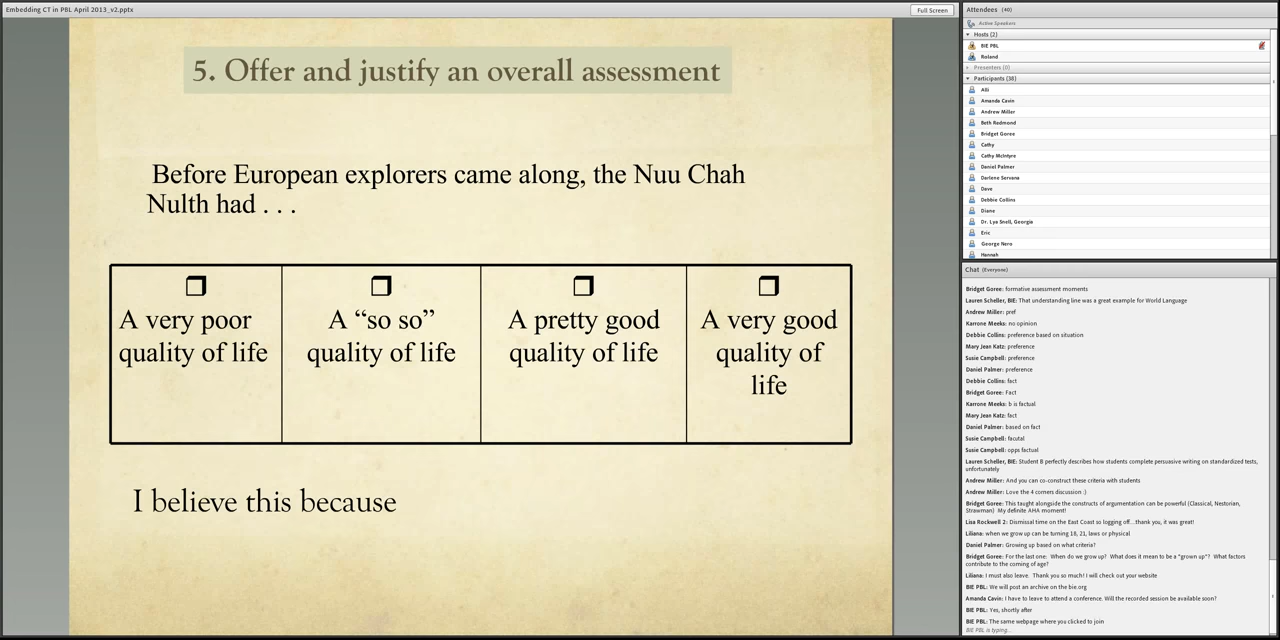 Embedding CT in PBL April 2013_v2.pptx
Full Screen
5. Offer and justify an overall assessment
Before European explorers came along, the Nuu Chah
Nulth had . . .
A very poor
quality of life
A “so so”
quality of life
A pretty good
quality of life
A very good
quality of
life
I believe this because
Attendees (40)
Active Speakers
Hosts (2)
BIE PBL
Roland
Presenters (0)
Participants (38)
Alli
Amanda Cavin
Andrew Miller
Beth Redmond
Bridget Goree
Cathy
Cathy McIntyre
Daniel Palmer
Darlene Servana
Dave
Debbie Collins
Diane
Dr. Lya Snell, Georgia
Eric
George Nero
Hannah
Chat (Everyone)
Bridget Goree: formative assessment moments
Lauren Scheller, BIE: That understanding line was a great example for World Language
Andrew Miller: pref
Karrone Meeks: no opinion
Debbie Collins: preference based on situation
Mary Jean Katz: preference
Susie Campbell: preference
Daniel Palmer: preference
Debbie Collins: fact
Bridget Goree: Fact
Karrone Meeks: b is factual
Mary Jean Katz: fact
Daniel Palmer: based on fact
Susie Campbell: facutal
Susie Campbell: opps factual
Lauren Scheller, BIE: Student B perfectly describes how students complete persuasive writing on standardized tests,
unfortunately
Andrew Miller: And you can co-construct these criteria with students
Andrew Miller: Love the 4 corners discussion :)
Bridget Goree: This taught alongside the constructs of argumentation can be powerful (Classical, Nestorian,
Strawman) My definite AHA moment!
Lisa Rockwell 2: Dismissal time on the East Coast so logging off...thank you, it was great!
Liliana: when we grow up can be turning 18, 21, laws or physical
Daniel Palmer: Growing up based on what criteria?
Bridget Goree: For the last one: When do we grow up? What does it mean to be a "grown up"? What factors
contribute to the coming of age?
Liliana: I must also leave. Thank you so much! I will check out your website
BIE PBL: We will post an archive on the bie.org
Amanda Cavin: I have to leave to attend a conference. Will the recorded session be available soon?
BIE PBL: Yes, shortly after
BIE PBL: The same webpage where you clicked to join
BIE PBL is typing...